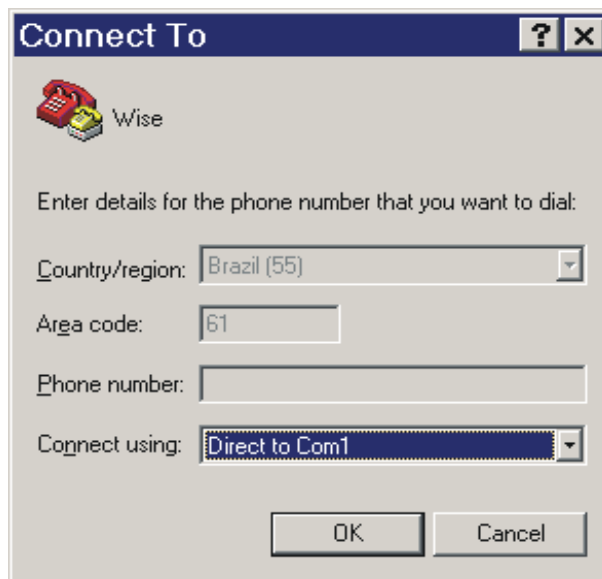 Connect To
Wise
Enter details for the phone number that you want to dial:
Country/region: Brazil (55)
Area code: 61
Phone number:
Connect using: Direct to Com1
OK Cancel